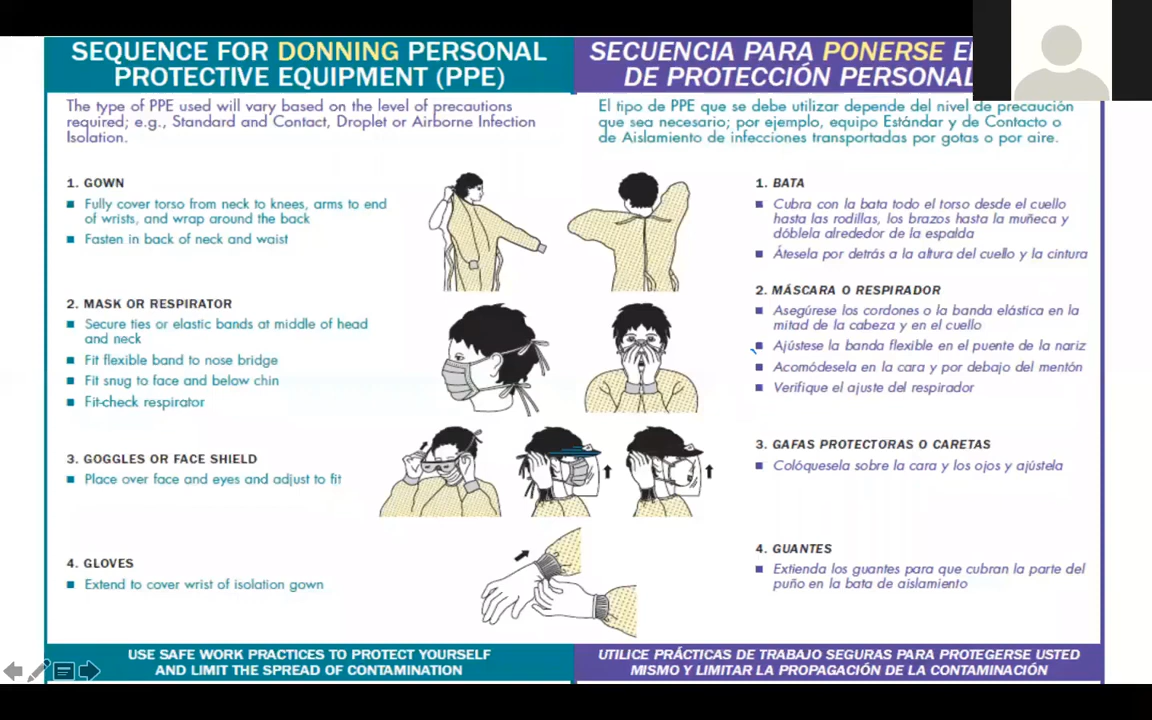 SEQUENCE FOR DONNING PERSONAL
PROTECTIVE EQUIPMENT (PPE)
The type of PPE used will vary based on the level of precautions
required; e.g., Standard and Contact, Droplet or Airborne Infection
Isolation.
1. GOWN
Fully cover torso from neck to knees, arms to end
of wrists, and wrap around the back
Fasten in back of neck and waist
2. MASK OR RESPIRATOR
Secure ties or elastic bands at middle of head
and neck
Fit flexible band to nose bridge
Fit snug to face and below chin
Fit-check respirator
3. GOGGLES OR FACE SHIELD
Place over face and eyes and adjust to fit
4. GLOVES
Extend to cover wrist of isolation gown
USE SAFE WORK PRACTICES TO PROTECT YOURSELF
AND LIMIT THE SPREAD OF CONTAMINATION
SECUENCIA PARA PONERSE
DE PROTECCIÓN PERSONAL
El tipo de PPE que se debe utilizar depende del nivel de precaución
que sea necesario; por ejemplo, equipo Estándar y de Contacto o
de Aislamiento de infecciones transportadas por gotas o por aire.
1. BATA
Cubra con la bata todo el torso desde el cuello
hasta las rodillas, los brazos hasta la muñeca y
dóblela alrededor de la espalda
Átesela por detrás a la altura del cuello y la cintura
2. MÁSCARA O RESPIRADOR
Asegúrese los cordones o la banda elástica en la
mitad de la cabeza y en el cuello
Ajústese la banda flexible en el puente de la nariz
Acomódesela en la cara y por debajo del mentón
Verifique el ajuste del respirador
3. GAFAS PROTECTORAS O CARETAS
Colóquesela sobre la cara y los ojos y ajústela
4. GUANTES
Extienda los guantes para que cubran la parte del
puño en la bata de aislamiento
UTILICE PRÁCTICAS DE TRABAJO SEGURAS PARA PROTEGERSE USTED
MISMO Y LIMITAR LA PROPAGACIÓN DE LA CONTAMINACIÓN